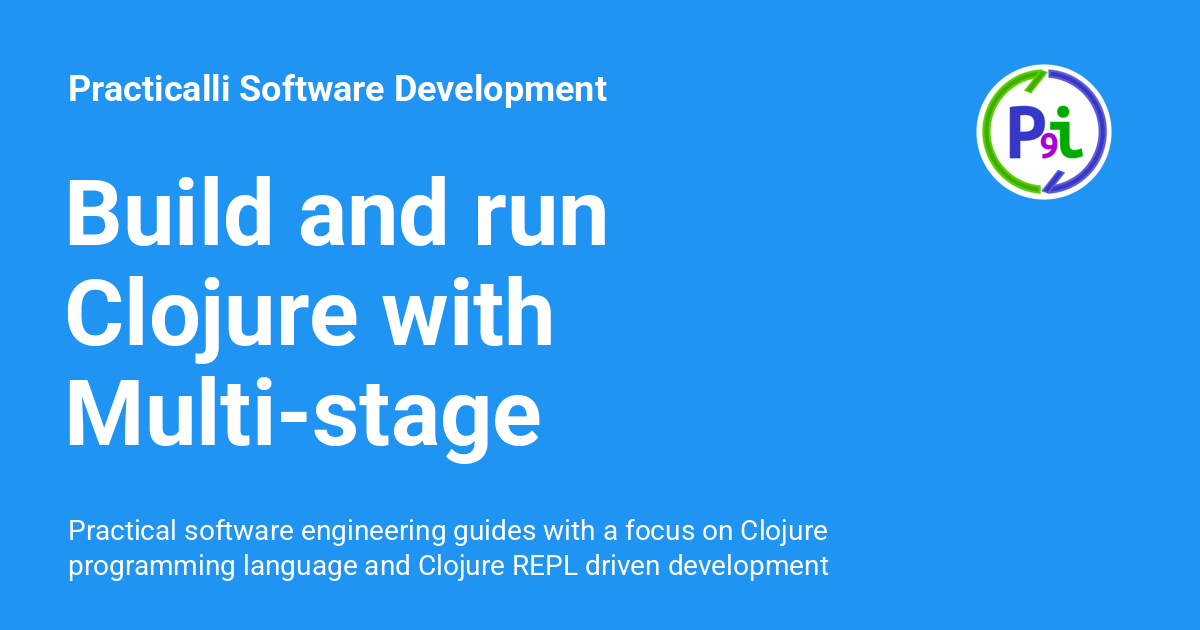 Practicalli Software Development
P9i
Build and run
Clojure with
Multi-stage
Practical software engineering guides with a focus on Clojure
programming language and Clojure REPL driven development